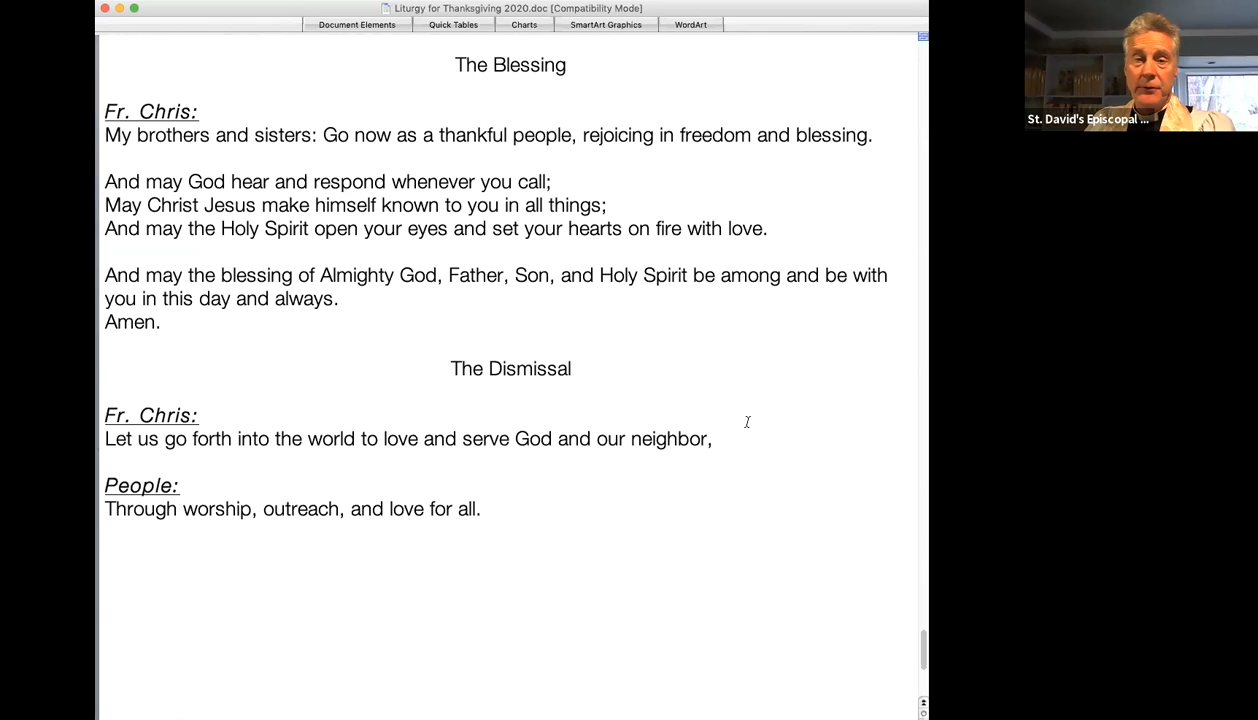 Liturgy for Thanksgiving 2020.doc [Compatibility Mode]
Document Elements Quick Tables Charts SmartArt Graphics WordArt
The Blessing
Fr. Chris:
My brothers and sisters: Go now as a thankful people, rejoicing in freedom and blessing.
And may God hear and respond whenever you call;
May Christ Jesus make himself known to you in all things;
And may the Holy Spirit open your eyes and set your hearts on fire with love.
And may the blessing of Almighty God, Father, Son, and Holy Spirit be among and be with
you in this day and always.
Amen.
The Dismissal
Fr. Chris:
Let us go forth into the world to love and serve God and our neighbor,
People:
Through worship, outreach, and love for all.
St. David's Episcopal ...